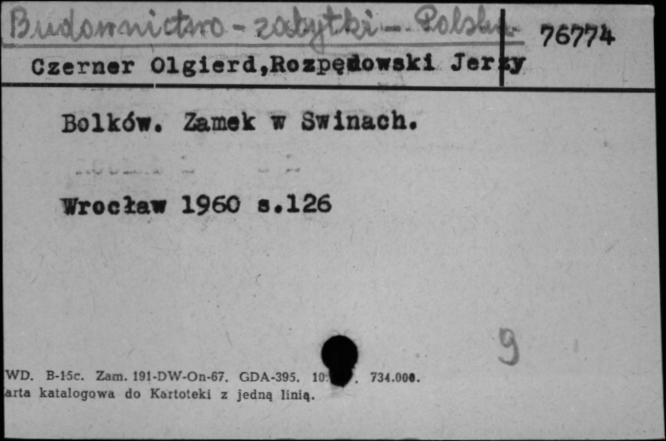 Budownictwo - zabytki - Polska 76774
Czerner Olgierd,Rozpędowski Jerzy
Bolków. Zamek w Swinach.
Wrocław 1960 s.126
9
WD. B-15c. Zam. 191-DW-On-67. GDA-395. 10. 734.000.
arta katalogowa do Kartoteki z jedną linią.